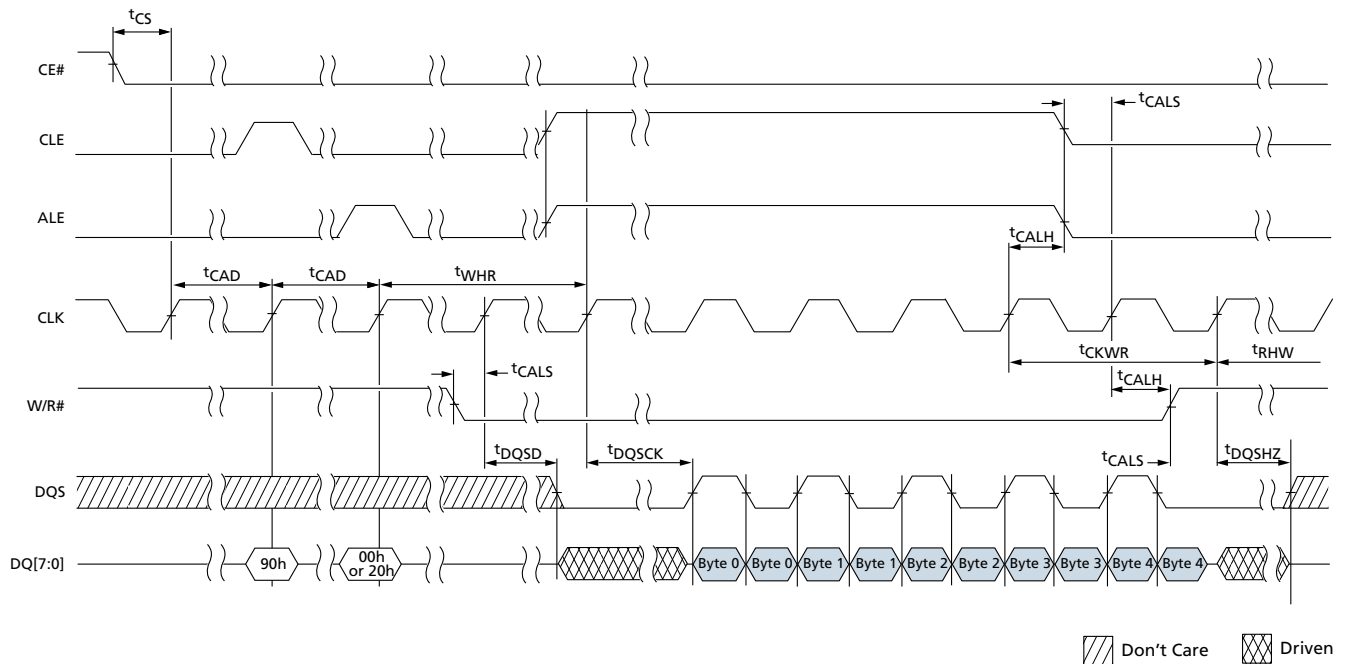 tCS
CE#
tCALS
CLE
ALE
tCALH
tCAD
tCAD
tWHR
CLK
tCKWR
tRHW
tCALS
tCALH
W/R#
tDQSD
tDQSCK
tCALS
tDQSHZ
DQS
DQ[7:0]
90h
00h
or 20h
Byte 0 Byte 0 Byte 1 Byte 1 Byte 2 Byte 2 Byte 3 Byte 3 Byte 4 Byte 4
Don't Care
Driven